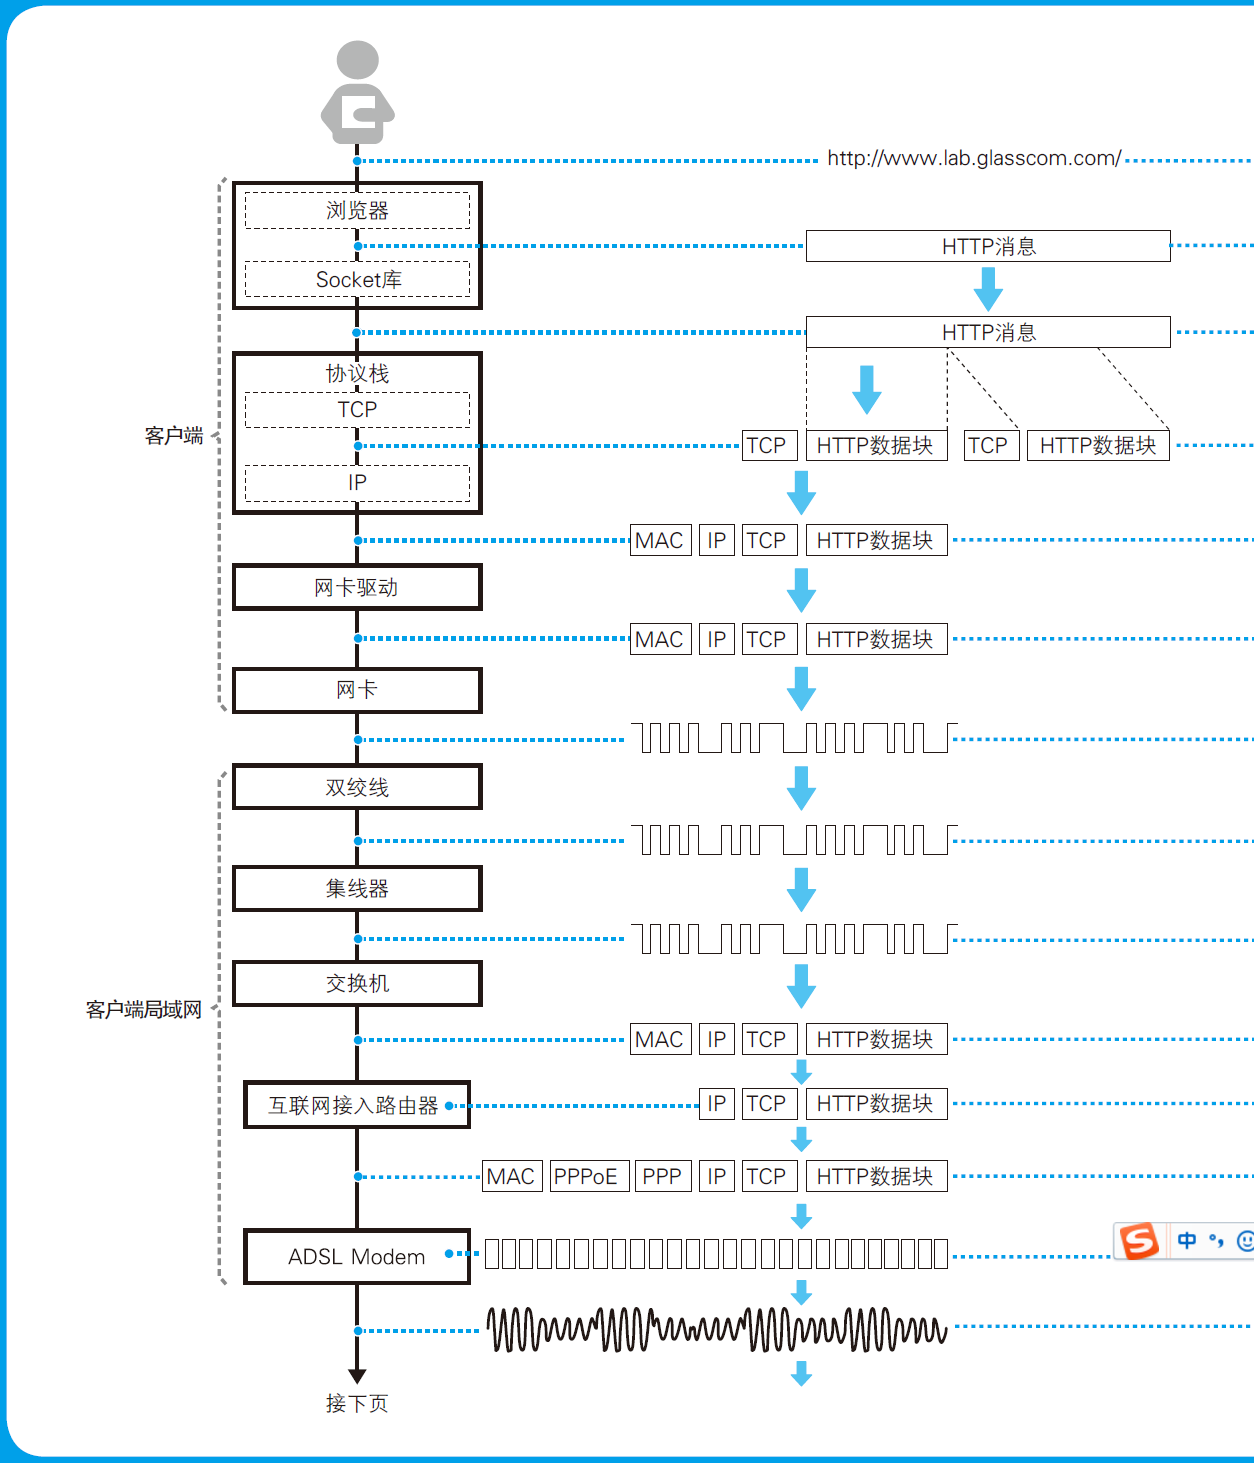 http://www.lab.glasscom.com/
浏览器
HTTP消息
Socket库
HTTP消息
协议栈
TCP
客户端
TCP HTTP数据块 TCP HTTP数据块
IP
MAC IP TCP HTTP数据块
网卡驱动
MAC IP TCP HTTP数据块
网卡
双绞线
集线器
交换机
客户端局域网
MAC IP TCP HTTP数据块
互联网接入路由器
IP TCP HTTP数据块
MAC PPPoE PPP IP TCP HTTP数据块
S 中
ADSL Modem
接下页